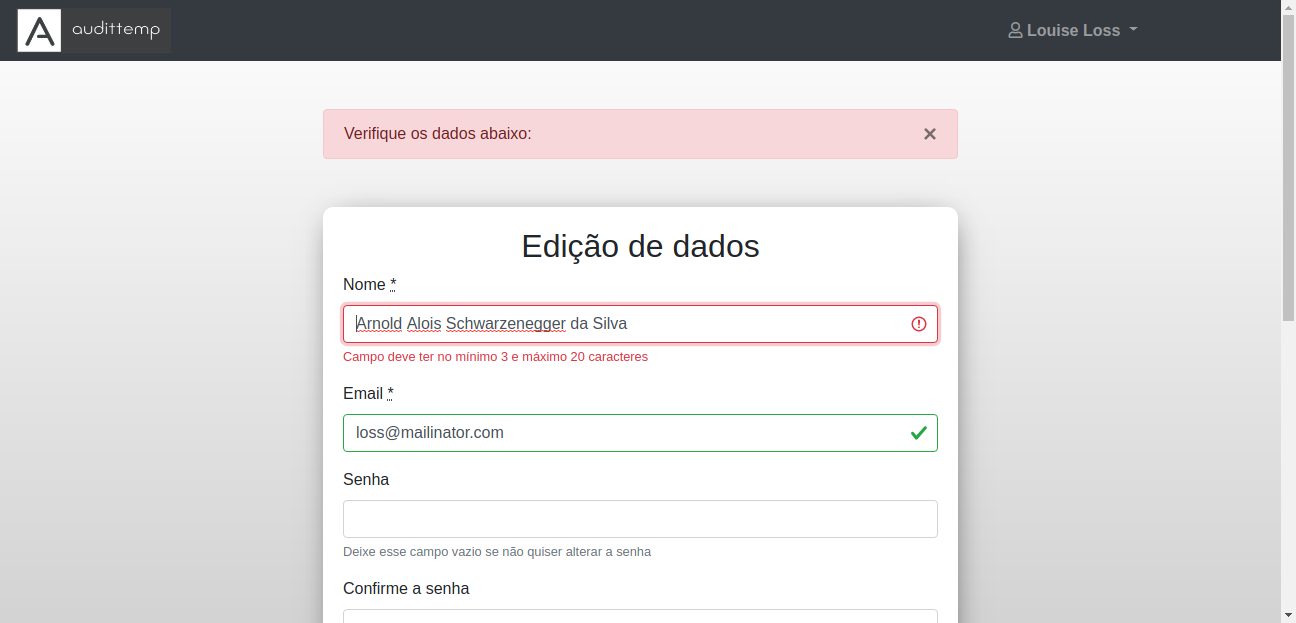 audittemp
Louise Loss
Verifique os dados abaixo:
×
Edição de dados
Nome *
Arnold Alois Schwarzenegger da Silva
Campo deve ter no mínimo 3 e máximo 20 caracteres
Email *
loss@mailinator.com
Senha
Deixe esse campo vazio se não quiser alterar a senha
Confirme a senha